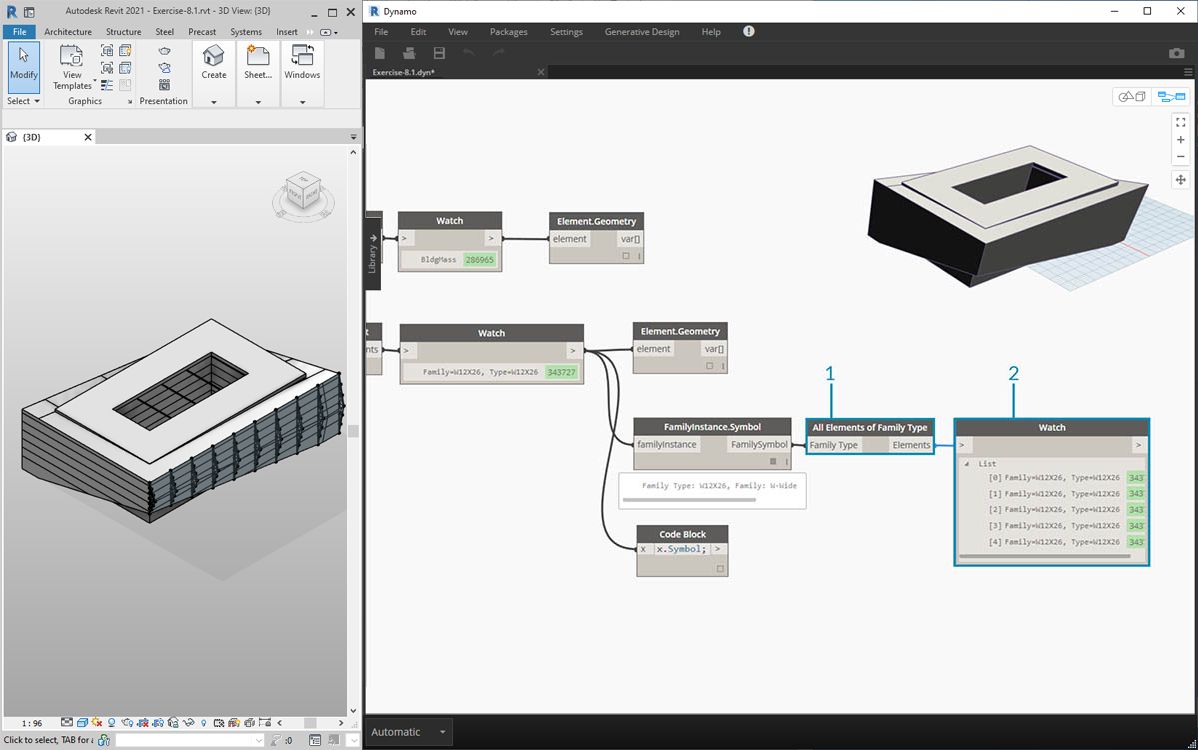 Autodesk Revit 2021 - Exercise-8.1.rvt - 3D View: {3D}
File
Architecture
Structure
Steel
Precast
Systems
Insert
Modify
View
Templates
Create
Sheet...
Windows
Select
Graphics
Presentation
{3D}
TOP
FRONT
RIGHT
1 : 96
Click to select, TAB for a
:0
Dynamo
File
Edit
View
Packages
Settings
Generative Design
Help
!
Exercise-8.1.dyn*
Library
Watch
>
>
BldgMass 286965
Element.Geometry
element
var[]
t
nts
Watch
>
>
Family=W12X26, Type=W12X26 343727
Element.Geometry
element
var[]
FamilyInstance.Symbol
familyInstance
FamilySymbol
Family Type: W12X26, Family: W-Wide
Code Block
x
x.Symbol;
>
1
All Elements of Family Type
Family Type
Elements
2
Watch
>
>
List
[0] Family=W12X26, Type=W12X26 343
[1] Family=W12X26, Type=W12X26 343
[2] Family=W12X26, Type=W12X26 343
[3] Family=W12X26, Type=W12X26 343
[4] Family=W12X26, Type=W12X26 343
Automatic